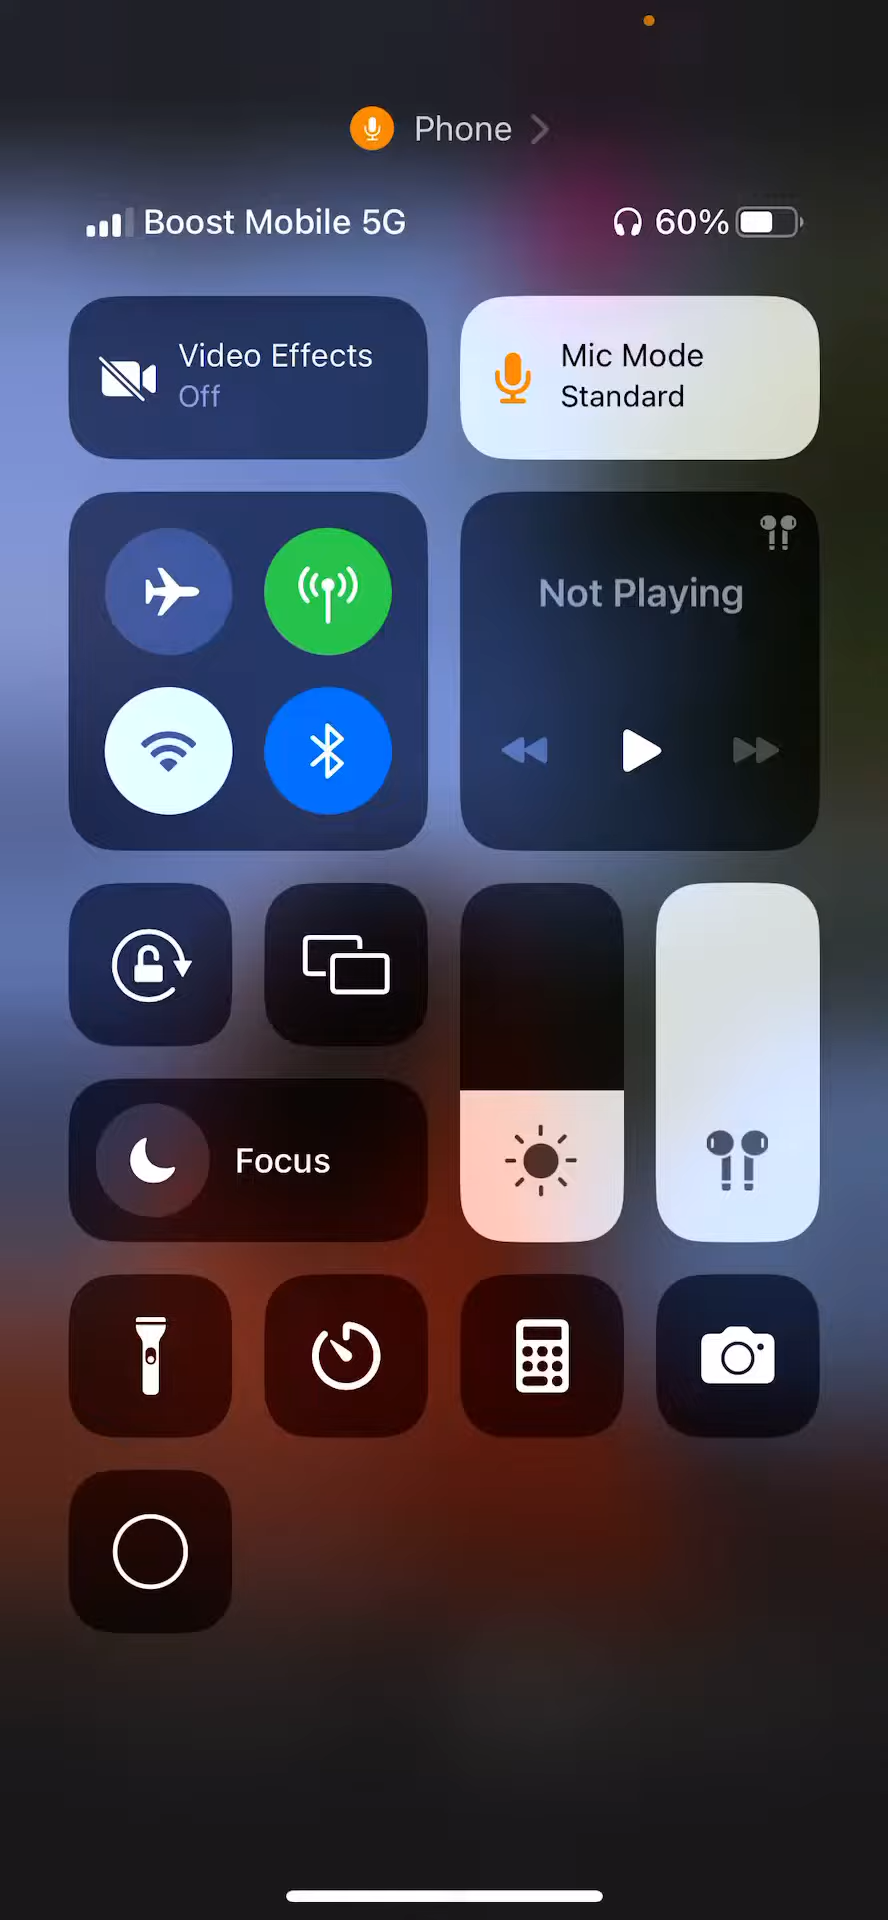 Phone
Boost Mobile 5G
60%
Video Effects
Off
Mic Mode
Standard
Not Playing
Focus